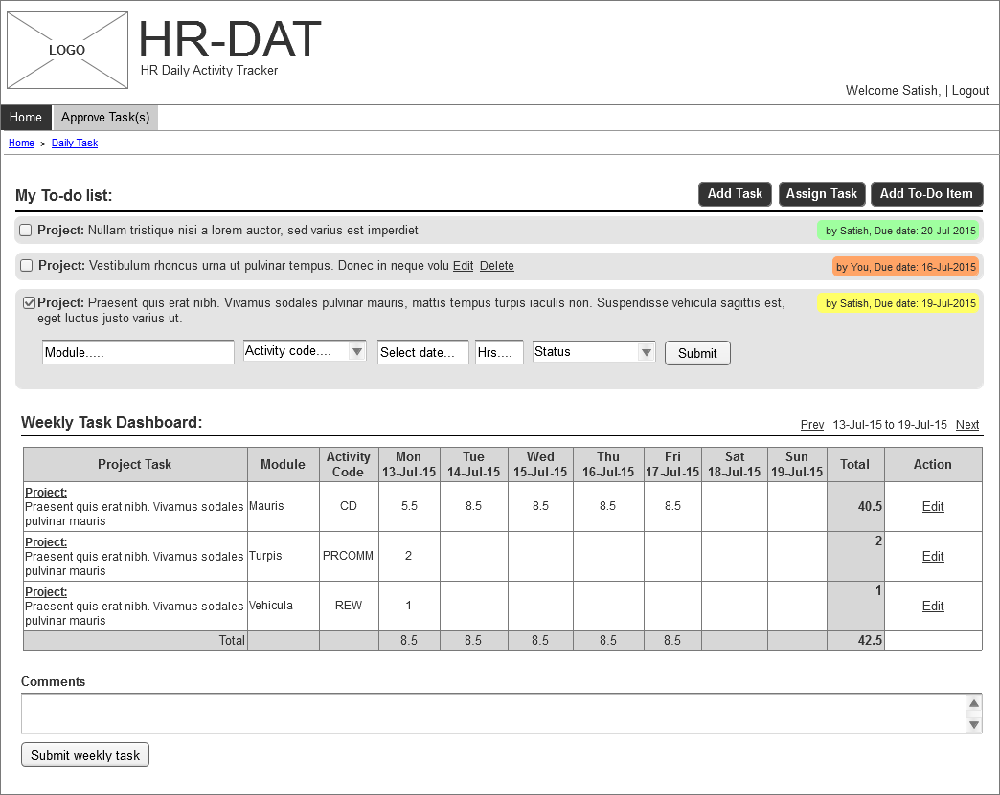 LOGO
HR-DAT
HR Daily Activity Tracker
Welcome Satish, | Logout
Home Approve Task(s)
Home > Daily Task
My To-do list: Add Task Assign Task Add To-Do Item
Project: Nullam tristique nisi a lorem auctor, sed varius est imperdiet by Satish, Due date: 20-Jul-2015
Project: Vestibulum rhoncus urna ut pulvinar tempus. Donec in neque volu Edit Delete by You, Due date: 16-Jul-2015
Project: Praesent quis erat nibh. Vivamus sodales pulvinar mauris, mattis tempus turpis iaculis non. Suspendisse vehicula sagittis est, by Satish, Due date: 19-Jul-2015
eget luctus justo varius ut.
Module..... Activity code.... Select date... Hrs.... Status Submit
Weekly Task Dashboard: Prev 13-Jul-15 to 19-Jul-15 Next
Project Task Module Activity Code Mon 13-Jul-15 Tue 14-Jul-15 Wed 15-Jul-15 Thu 16-Jul-15 Fri 17-Jul-15 Sat 18-Jul-15 Sun 19-Jul-15 Total Action
Project:
Praesent quis erat nibh. Vivamus sodales Mauris CD 5.5 8.5 8.5 8.5 8.5 40.5 Edit
pulvinar mauris
Project: 2
Praesent quis erat nibh. Vivamus sodales Turpis PRCOMM 2 Edit
pulvinar mauris
Project: 1
Praesent quis erat nibh. Vivamus sodales Vehicula REW 1 Edit
pulvinar mauris
Total 8.5 8.5 8.5 8.5 8.5 42.5
Comments
Submit weekly task